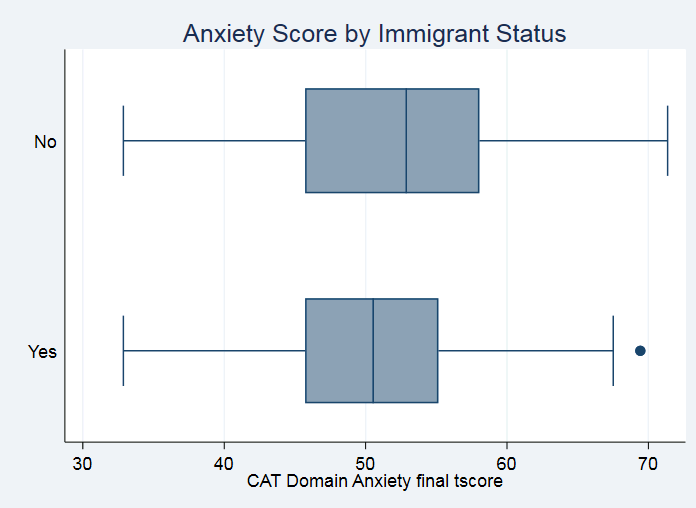 Anxiety Score by Immigrant Status
No
Yes
30 40 50 60 70
CAT Domain Anxiety final tscore